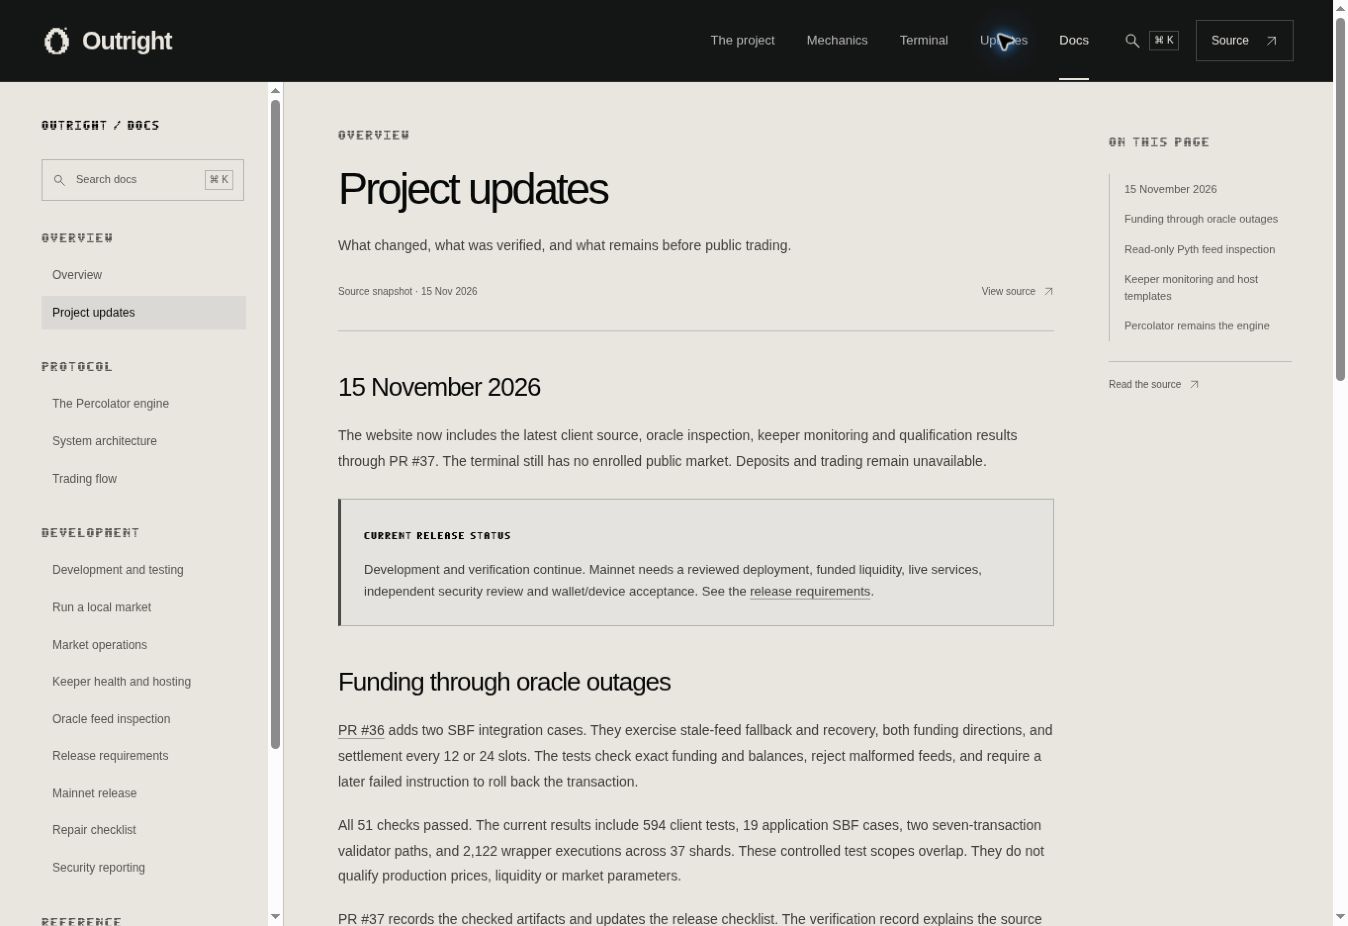 Outright
The project
Mechanics
Terminal
Docs
⌘ K
Source
OUTRIGHT / DOCS
Search docs
⌘ K
OVERVIEW
Overview
Project updates
PROTOCOL
The Percolator engine
System architecture
Trading flow
DEVELOPMENT
Development and testing
Run a local market
Market operations
Keeper health and hosting
Oracle feed inspection
Release requirements
Mainnet release
Repair checklist
Security reporting
REFERENCE
OVERVIEW
Project updates
What changed, what was verified, and what remains before public trading.
Source snapshot · 15 Nov 2026
View source
15 November 2026
The website now includes the latest client source, oracle inspection, keeper monitoring and qualification results
through PR #37. The terminal still has no enrolled public market. Deposits and trading remain unavailable.
CURRENT RELEASE STATUS
Development and verification continue. Mainnet needs a reviewed deployment, funded liquidity, live services,
independent security review and wallet/device acceptance. See the release requirements.
Funding through oracle outages
PR #36 adds two SBF integration cases. They exercise stale-feed fallback and recovery, both funding directions, and
settlement every 12 or 24 slots. The tests check exact funding and balances, reject malformed feeds, and require a
later failed instruction to roll back the transaction.
All 51 checks passed. The current results include 594 client tests, 19 application SBF cases, two seven-transaction
validator paths, and 2,122 wrapper executions across 37 shards. These controlled test scopes overlap. They do not
qualify production prices, liquidity or market parameters.
PR #37 records the checked artifacts and updates the release checklist. The verification record explains the source
ON THIS PAGE
15 November 2026
Funding through oracle outages
Read-only Pyth feed inspection
Keeper monitoring and host
templates
Percolator remains the engine
Read the source